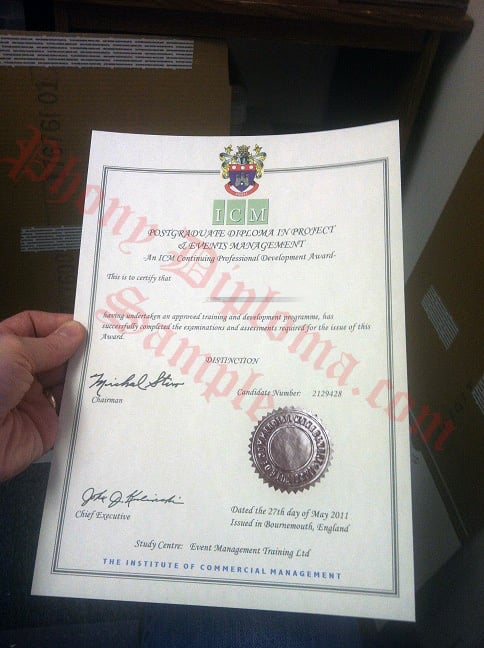 ICM
POSTGRADUATE DIPLOMA IN PROJECT
& EVENTS MANAGEMENT
-An ICM Continuing Professional Development Award-
This is to certify that
having undertaken an approved training and development programme, has
successfully completed the examinations and assessments required for the issue of this
Award.
DISTINCTION
Chairman
Candidate Number: 2129428
Chief Executive
Dated the 27th day of May 2011
Issued in Bournemouth, England
Study Centre: Event Management Training Ltd
THE INSTITUTE OF COMMERCIAL MANAGEMENT
Phony Diploma.com
Sample